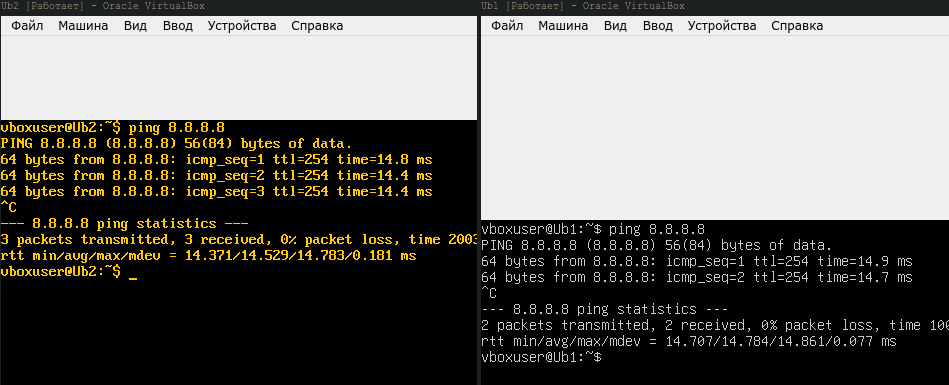 Ub2 [Работает] - Oracle VirtualBox
Файл Машина Вид Ввод Устройства Справка
vboxuser@Ub2:~$ ping 8.8.8.8
PING 8.8.8.8 (8.8.8.8) 56(84) bytes of data.
64 bytes from 8.8.8.8: icmp_seq=1 ttl=254 time=14.8 ms
64 bytes from 8.8.8.8: icmp_seq=2 ttl=254 time=14.4 ms
64 bytes from 8.8.8.8: icmp_seq=3 ttl=254 time=14.4 ms
^C
--- 8.8.8.8 ping statistics ---
3 packets transmitted, 3 received, 0% packet loss, time 2003
rtt min/avg/max/mdev = 14.371/14.529/14.783/0.181 ms
vboxuser@Ub2:~$ _
Ub1 [Работает] - Oracle VirtualBox
Файл Машина Вид Ввод Устройства Справка
vboxuser@Ub1:~$ ping 8.8.8.8
PING 8.8.8.8 (8.8.8.8) 56(84) bytes of data.
64 bytes from 8.8.8.8: icmp_seq=1 ttl=254 time=14.9 ms
64 bytes from 8.8.8.8: icmp_seq=2 ttl=254 time=14.7 ms
^C
--- 8.8.8.8 ping statistics ---
2 packets transmitted, 2 received, 0% packet loss, time 100
rtt min/avg/max/mdev = 14.707/14.784/14.861/0.077 ms
vboxuser@Ub1:~$